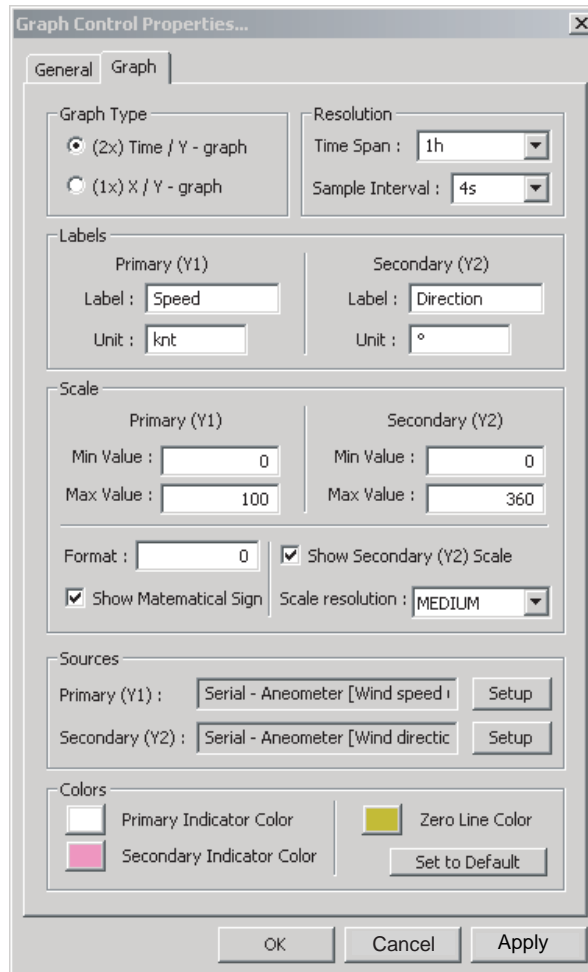 Graph Control Properties...
General Graph
Graph Type
(2x) Time / Y - graph
(1x) X / Y - graph
Resolution
Time Span : 1h
Sample Interval : 4s
Labels
Primary (Y1) Secondary (Y2)
Label : Speed Label : Direction
Unit : knt Unit : °
Scale
Primary (Y1) Secondary (Y2)
Min Value : 0 Min Value : 0
Max Value : 100 Max Value : 360
Format : 0 Show Secondary (Y2) Scale
Show Matematical Sign Scale resolution : MEDIUM
Sources
Primary (Y1) : Serial - Aneometer [Wind speed Setup
Secondary (Y2) : Serial - Aneometer [Wind directic Setup
Colors
Primary Indicator Color Zero Line Color
Secondary Indicator Color Set to Default
OK Cancel Apply